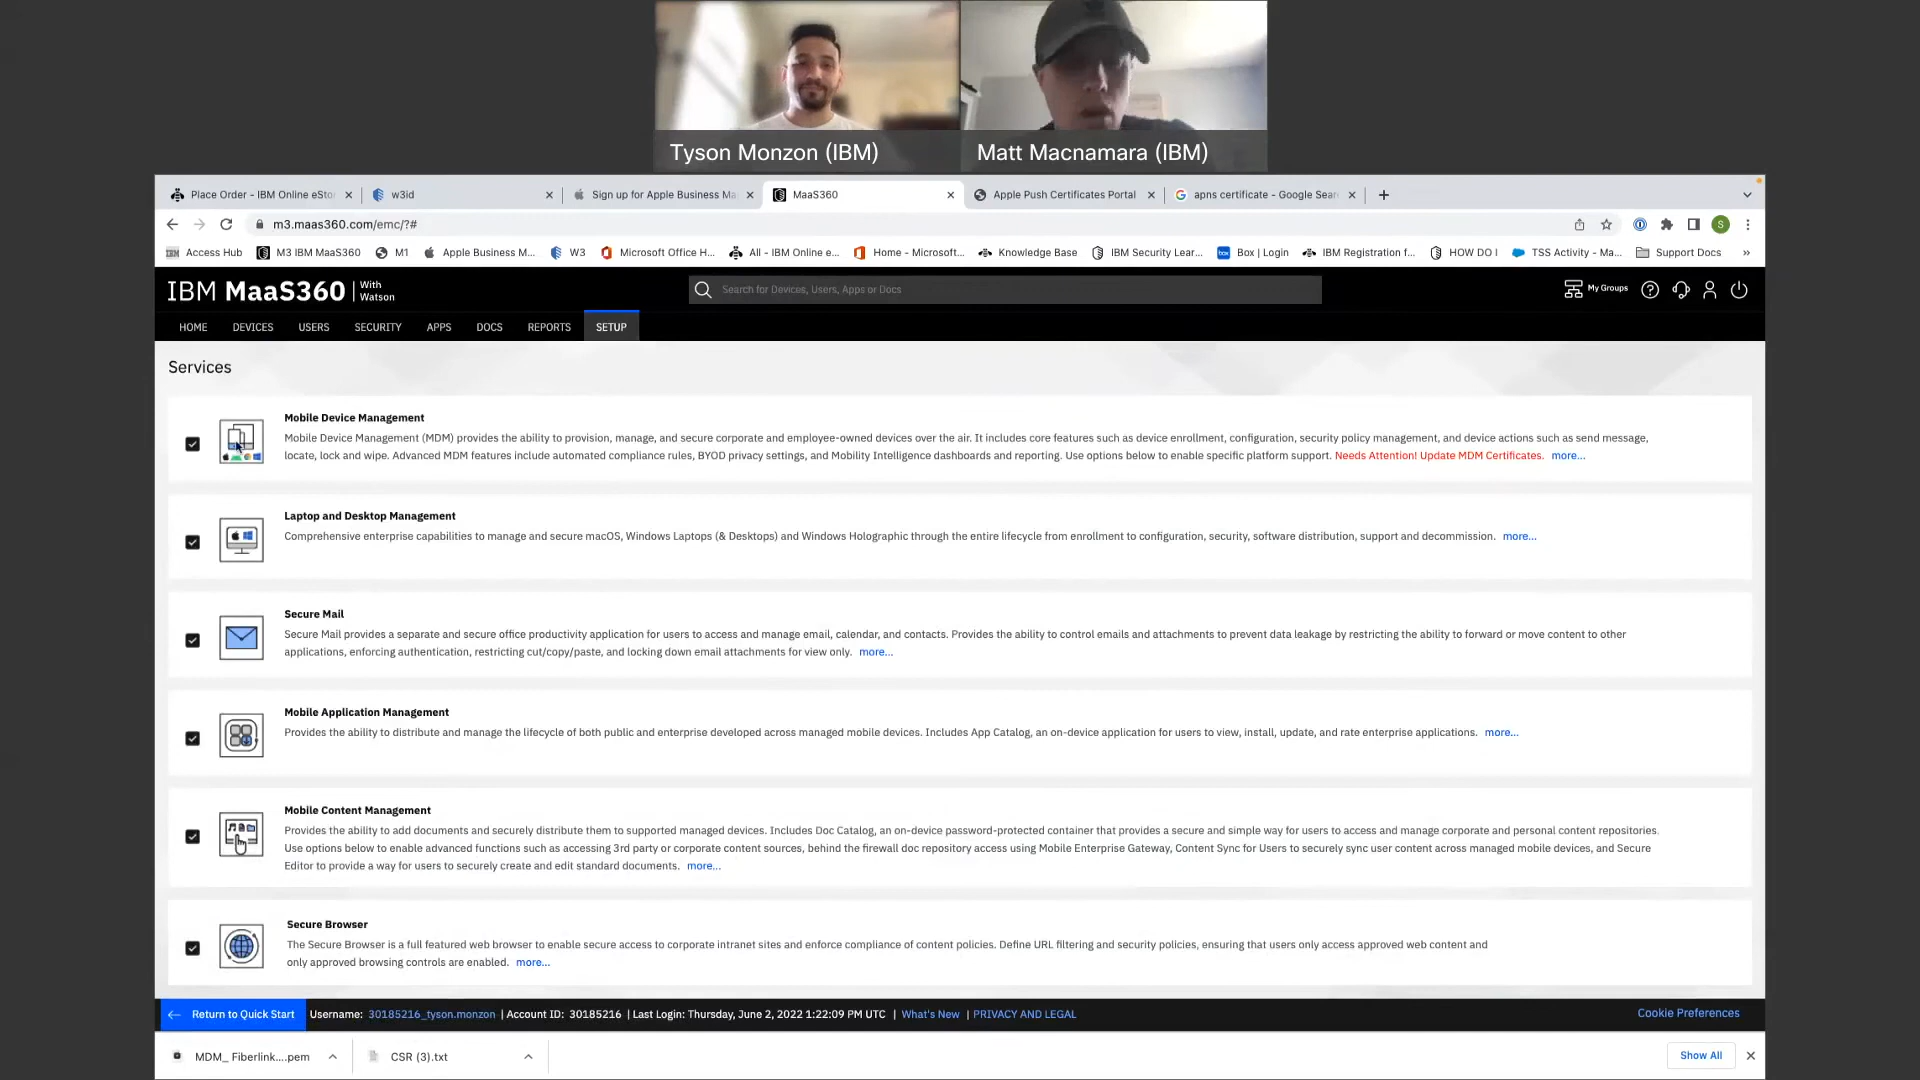 Tyson Monzon (IBM)
Matt Macnamara (IBM)
Place Order - IBM Online eSto
w3id
Sign up for Apple Business Ma
MaaS360
Apple Push Certificates Portal
apns certificate - Google Sear
m3.maas360.com/emc/?#
S
IBM Access Hub
M3 IBM MaaS360
M1
Apple Business M...
W3
Microsoft Office H...
All - IBM Online e...
Home - Microsoft...
Knowledge Base
IBM Security Lear...
box Box | Login
IBM Registration f...
HOW DO I
TSS Activity - Ma...
Support Docs
»
IBM MaaS360 | With Watson
Search for Devices, Users, Apps or Docs
My Groups
HOME
DEVICES
USERS
SECURITY
APPS
DOCS
REPORTS
SETUP
Services
Mobile Device Management
Mobile Device Management (MDM) provides the ability to provision, manage, and secure corporate and employee-owned devices over the air. It includes core features such as device enrollment, configuration, security policy management, and device actions such as send message,
locate, lock and wipe. Advanced MDM features include automated compliance rules, BYOD privacy settings, and Mobility Intelligence dashboards and reporting. Use options below to enable specific platform support. Needs Attention! Update MDM Certificates. more...
Laptop and Desktop Management
Comprehensive enterprise capabilities to manage and secure macOS, Windows Laptops (& Desktops) and Windows Holographic through the entire lifecycle from enrollment to configuration, security, software distribution, support and decommission. more...
Secure Mail
Secure Mail provides a separate and secure office productivity application for users to access and manage email, calendar, and contacts. Provides the ability to control emails and attachments to prevent data leakage by restricting the ability to forward or move content to other
applications, enforcing authentication, restricting cut/copy/paste, and locking down email attachments for view only. more...
Mobile Application Management
Provides the ability to distribute and manage the lifecycle of both public and enterprise developed across managed mobile devices. Includes App Catalog, an on-device application for users to view, install, update, and rate enterprise applications. more...
Mobile Content Management
Provides the ability to add documents and securely distribute them to supported managed devices. Includes Doc Catalog, an on-device password-protected container that provides a secure and simple way for users to access and manage corporate and personal content repositories.
Use options below to enable advanced functions such as accessing 3rd party or corporate content sources, behind the firewall doc repository access using Mobile Enterprise Gateway, Content Sync for Users to securely sync user content across managed mobile devices, and Secure
Editor to provide a way for users to securely create and edit standard documents. more...
Secure Browser
The Secure Browser is a full featured web browser to enable secure access to corporate intranet sites and enforce compliance of content policies. Define URL filtering and security policies, ensuring that users only access approved web content and
only approved browsing controls are enabled. more...
Return to Quick Start
Username: 30185216_tyson.monzon | Account ID: 30185216 | Last Login: Thursday, June 2, 2022 1:22:09 PM UTC | What's New | PRIVACY AND LEGAL
Cookie Preferences
MDM_ Fiberlink....pem
CSR (3).txt
Show All